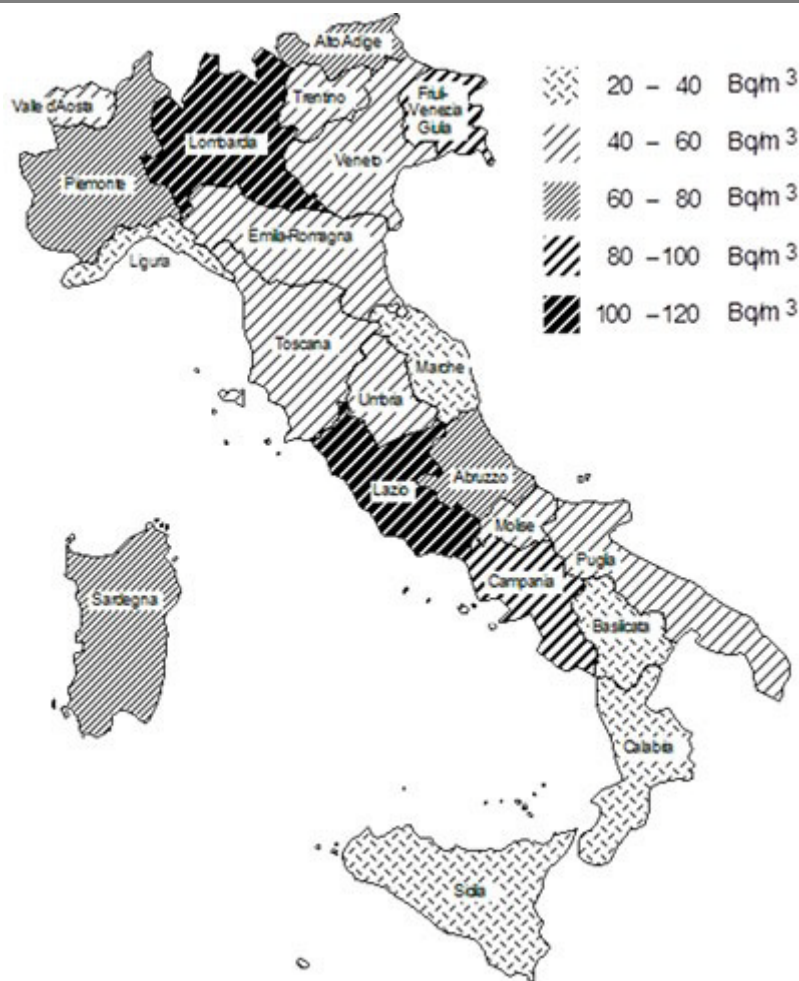 Alto Adige
Valle d'Aosta
Trentino
Friuli-
Venezia
Giulia
Lombardia
Veneto
Piemonte
Emilia-Romagna
Liguria
Toscana
Marche
Umbria
Abruzzo
Lazio
Molise
Puglia
Campania
Sardegna
Basilicata
Calabria
Sicilia
20 – 40 Bq/m 3
40 – 60 Bq/m 3
60 – 80 Bq/m 3
80 – 100 Bq/m 3
100 – 120 Bq/m 3